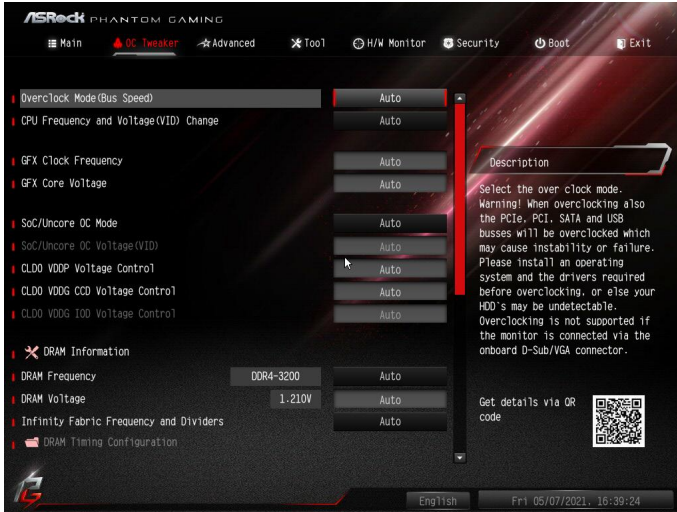 ASRock PHANTOM GAMING
Main OC Tweaker Advanced Tool H/W Monitor Security Boot Exit
Overclock Mode(Bus Speed) Auto
CPU Frequency and Voltage(VID) Change Auto
GFX Clock Frequency Auto
GFX Core Voltage Auto
SoC/Uncore OC Mode Auto
SoC/Uncore OC Voltage(VID) Auto
CLDO VDDP Voltage Control Auto
CLDO VDDG CCD Voltage Control Auto
CLDO VDDG IOD Voltage Control Auto
DRAM Information
DRAM Frequency DDR4-3200 Auto
DRAM Voltage 1.210V Auto
Infinity Fabric Frequency and Dividers Auto
DRAM Timing Configuration
Description
Select the over clock mode.
Warning! When overclocking also
the PCIe, PCI, SATA and USB
busses will be overclocked which
may cause instability or failure.
Please install an operating
system and the drivers required
before overclocking, or else your
HDD`s may be undetectable.
Overclocking is not supported if
the monitor is connected via the
onboard D-Sub/VGA connector.
Get details via QR
code
English Fri 05/07/2021, 16:39:24